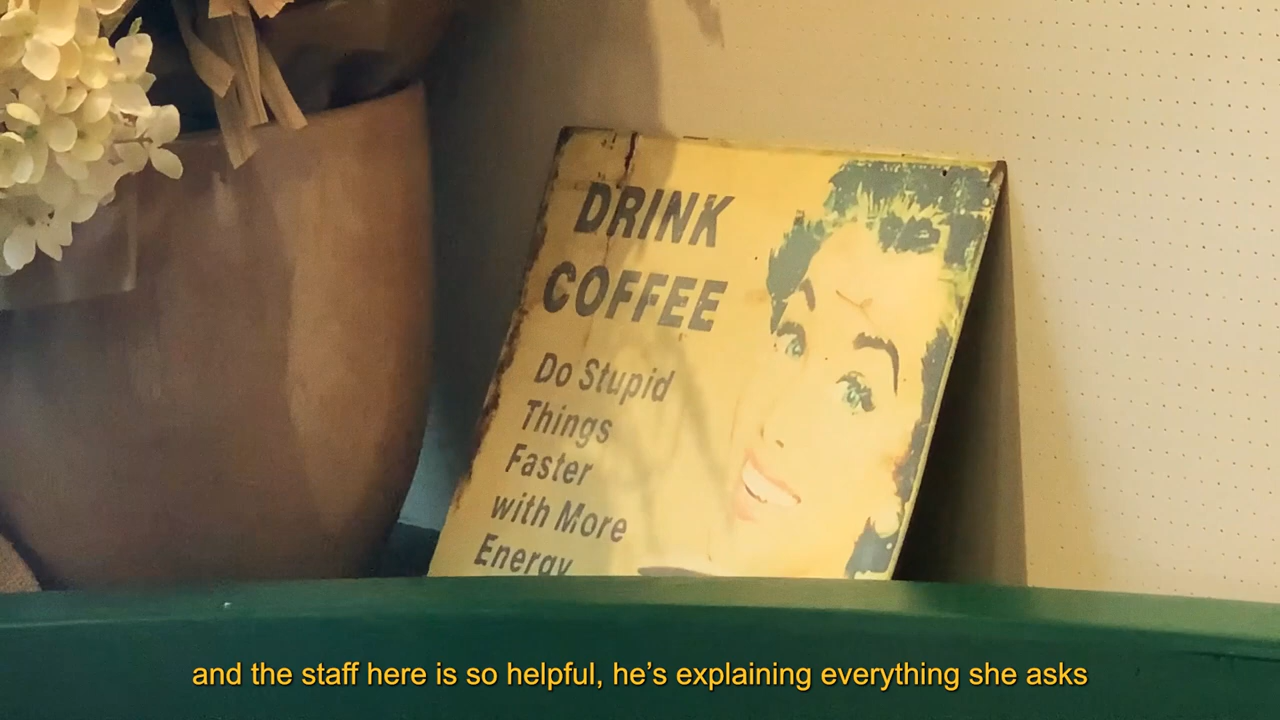 DRINK
COFFEE
Do Stupid
Things
Faster
with More
Energy
and the staff here is so helpful, he’s explaining everything she asks